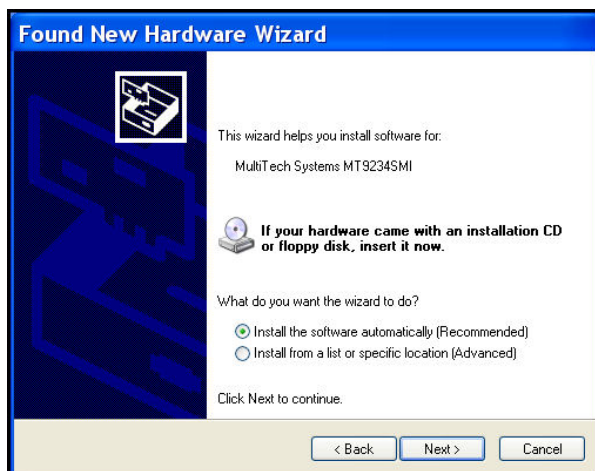 Found New Hardware Wizard
This wizard helps you install software for:
MultiTech Systems MT9234SMI
If your hardware came with an installation CD
or floppy disk, insert it now.
What do you want the wizard to do?
Install the software automatically (Recommended)
Install from a list or specific location (Advanced)
Click Next to continue.
< Back Next > Cancel